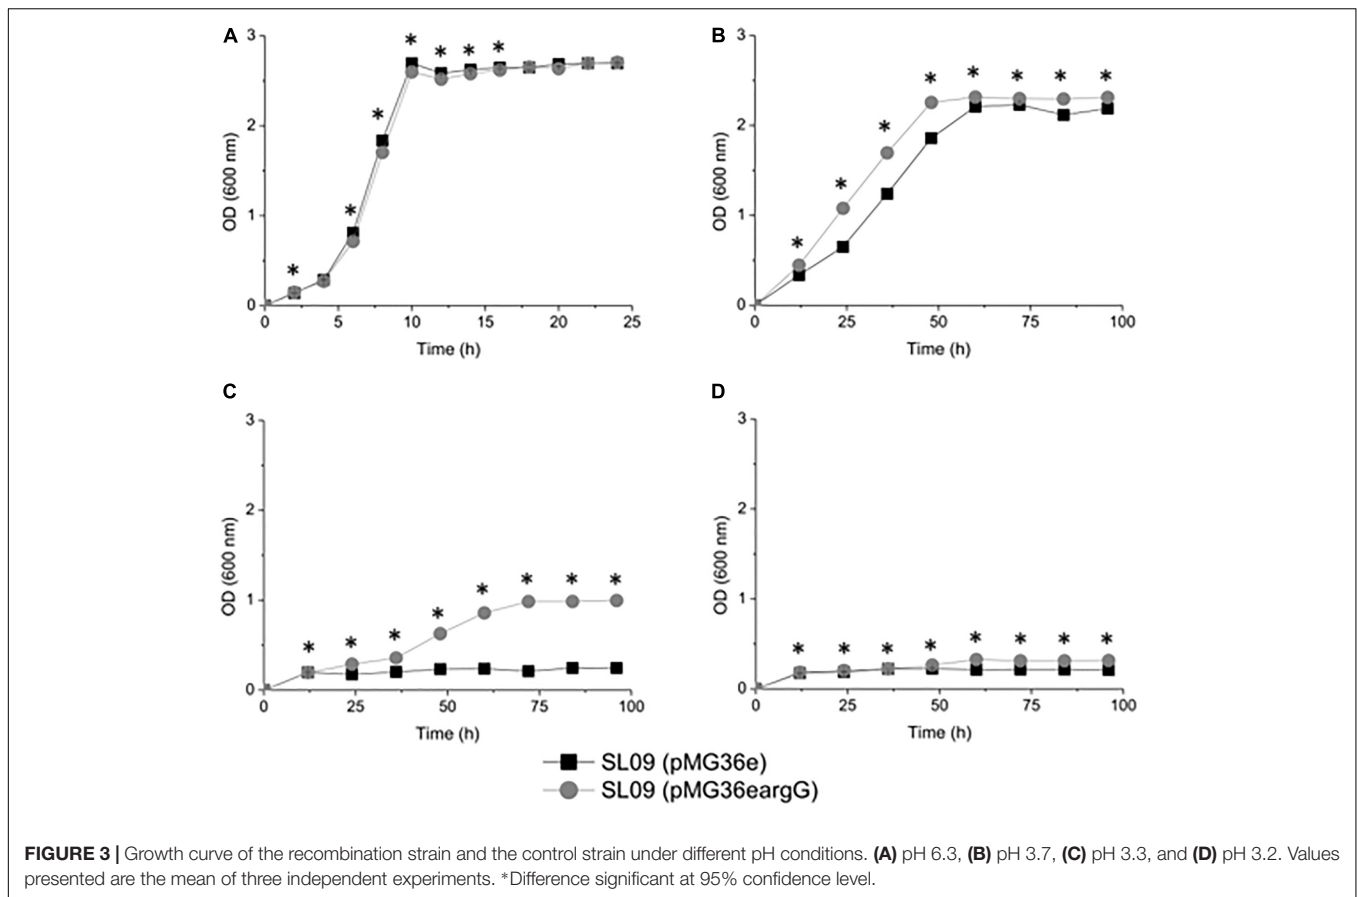 A
3
2
1
0
OD (600 nm)
* * * * * * * *
0 5 10 15 20 25
Time (h)
B
3
2
1
0
OD (600 nm)
* * * * * * * *
0 25 50 75 100
Time (h)
C
3
2
1
0
OD (600 nm)
* * * * * * * *
0 25 50 75 100
Time (h)
D
3
2
1
0
OD (600 nm)
* * * * * * * *
0 25 50 75 100
Time (h)
SL09 (pMG36e)
SL09 (pMG36eargG)
FIGURE 3 | Growth curve of the recombination strain and the control strain under different pH conditions. (A) pH 6.3, (B) pH 3.7, (C) pH 3.3, and (D) pH 3.2. Values
presented are the mean of three independent experiments. *Difference significant at 95% confidence level.